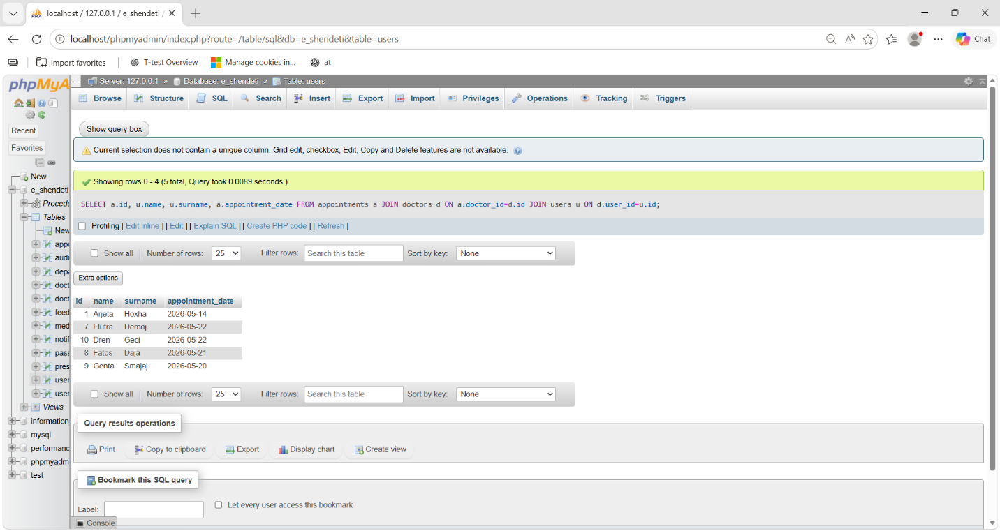 localhost / 127.0.0.1 / e_shendeti /
localhost/phpmyadmin/index.php?route=/table/sql&db=e_shendeti&table=users
Chat
Import favorites
T-test Overview
Manage cookies in...
at
phpMyA
Server: 127.0.0.1 » Database: e_shendeti » Table: users
Browse Structure SQL Search Insert Export Import Privileges Operations Tracking Triggers
Recent
Favorites
New
e_shendeti
Procedu
Tables
New
appo
audi
depa
doct
doct
feed
med
notif
pass
pres
user
user
Views
information
mysql
performanc
phpmyadm
test
Show query box
Current selection does not contain a unique column. Grid edit, checkbox, Edit, Copy and Delete features are not available.
Showing rows 0 - 4 (5 total, Query took 0.0089 seconds.)
SELECT a.id, u.name, u.surname, a.appointment_date FROM appointments a JOIN doctors d ON a.doctor_id=d.id JOIN users u ON d.user_id=u.id;
Profiling [ Edit inline ] [ Edit ] [ Explain SQL ] [ Create PHP code ] [ Refresh ]
Show all | Number of rows: 25 Filter rows: Search this table Sort by key: None
Extra options
id name surname appointment_date
1 Arjeta Hoxha 2026-05-14
7 Flutra Demaj 2026-05-22
10 Dren Geci 2026-05-22
8 Fatos Daja 2026-05-21
9 Genta Smajaj 2026-05-20
Show all | Number of rows: 25 Filter rows: Search this table Sort by key: None
Query results operations
Print Copy to clipboard Export Display chart Create view
Bookmark this SQL query
Label: Let every user access this bookmark
Console